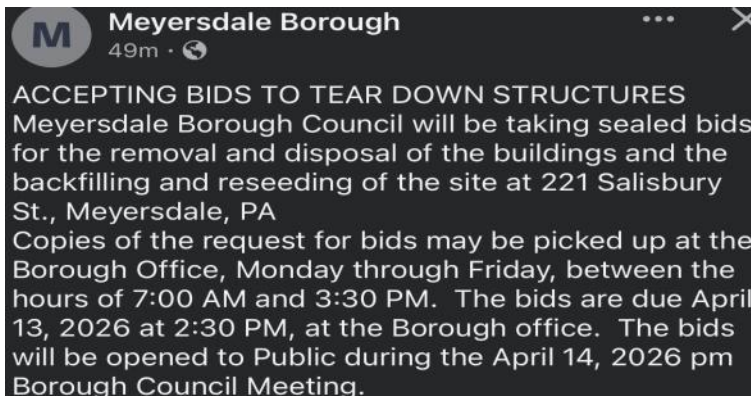 M
Meyersdale Borough
49m ·
ACCEPTING BIDS TO TEAR DOWN STRUCTURES
Meyersdale Borough Council will be taking sealed bids
for the removal and disposal of the buildings and the
backfilling and reseeding of the site at 221 Salisbury
St., Meyersdale, PA
Copies of the request for bids may be picked up at the
Borough Office, Monday through Friday, between the
hours of 7:00 AM and 3:30 PM.  The bids are due April
13, 2026 at 2:30 PM, at the Borough office.  The bids
will be opened to Public during the April 14, 2026 pm
Borough Council Meeting.